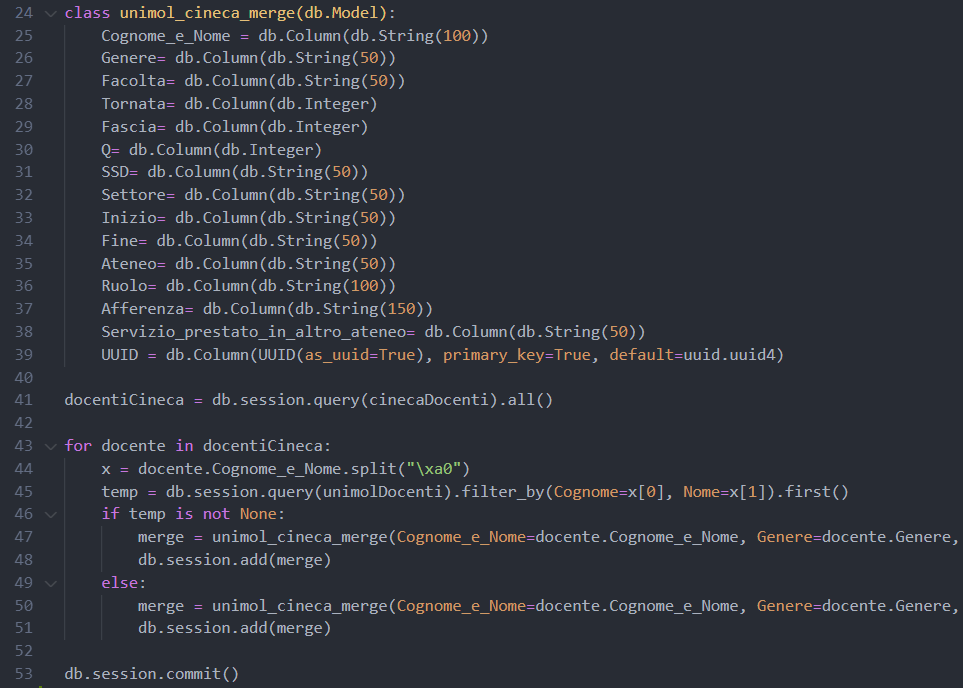 24 class unimol_cineca_merge(db.Model):
25     Cognome_e_Nome = db.Column(db.String(100))
26     Genere= db.Column(db.String(50))
27     Facolta= db.Column(db.String(50))
28     Tornata= db.Column(db.Integer)
29     Fascia= db.Column(db.Integer)
30     Q= db.Column(db.Integer)
31     SSD= db.Column(db.String(50))
32     Settore= db.Column(db.String(50))
33     Inizio= db.Column(db.String(50))
34     Fine= db.Column(db.String(50))
35     Ateneo= db.Column(db.String(50))
36     Ruolo= db.Column(db.String(100))
37     Afferenza= db.Column(db.String(150))
38     Servizio_prestato_in_altro_ateneo= db.Column(db.String(50))
39     UUID = db.Column(UUID(as_uuid=True), primary_key=True, default=uuid.uuid4)
40
41 docentiCineca = db.session.query(cinecaDocenti).all()
42
43 for docente in docentiCineca:
44     x = docente.Cognome_e_Nome.split("\xa0")
45     temp = db.session.query(unimolDocenti).filter_by(Cognome=x[0], Nome=x[1]).first()
46     if temp is not None:
47         merge = unimol_cineca_merge(Cognome_e_Nome=docente.Cognome_e_Nome, Genere=docente.Genere,
48         db.session.add(merge)
49     else:
50         merge = unimol_cineca_merge(Cognome_e_Nome=docente.Cognome_e_Nome, Genere=docente.Genere,
51         db.session.add(merge)
52
53 db.session.commit()